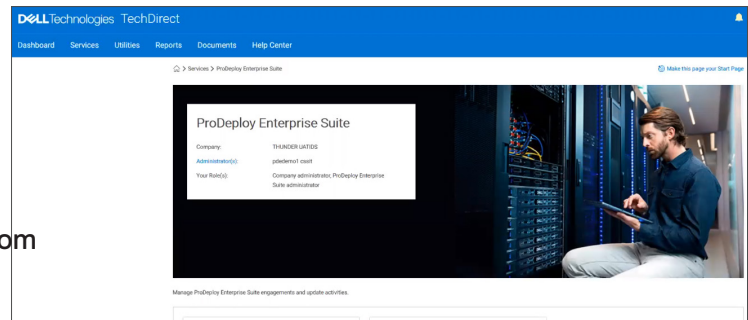 DELLTechnologies TechDirect
Dashboard Services Utilities Reports Documents Help Center
Services > ProDeploy Enterprise Suite
Make this page your Start Page
ProDeploy Enterprise Suite
Company: THUNDER UATIDS
Administrator(s): pdedemo1 cssit
Your Role(s): Company administrator, ProDeploy Enterprise
Suite administrator
om
Manage ProDeploy Enterprise Suite engagements and update activities.